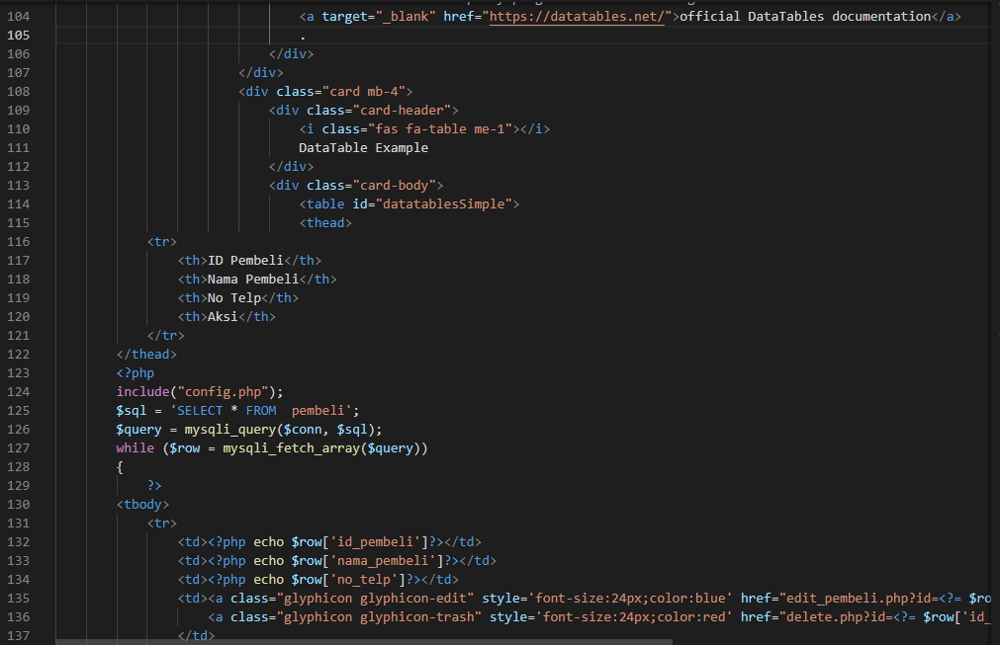 104 <a target="_blank" href="https://datatables.net/">official DataTables documentation</a>
105 .
106 </div>
107 </div>
108 <div class="card mb-4">
109 <div class="card-header">
110 <i class="fas fa-table me-1"></i>
111 DataTable Example
112 </div>
113 <div class="card-body">
114 <table id="datatablesSimple">
115 <thead>
116 <tr>
117 <th>ID Pembeli</th>
118 <th>Nama Pembeli</th>
119 <th>No Telp</th>
120 <th>Aksi</th>
121 </tr>
122 </thead>
123 <?php
124 include("config.php");
125 $sql = 'SELECT * FROM  pembeli';
126 $query = mysqli_query($conn, $sql);
127 while ($row = mysqli_fetch_array($query))
128 {
129 ?>
130 <tbody>
131 <tr>
132 <td><?php echo $row['id_pembeli']?></td>
133 <td><?php echo $row['nama_pembeli']?></td>
134 <td><?php echo $row['no_telp']?></td>
135 <td><a class="glyphicon glyphicon-edit" style='font-size:24px;color:blue' href="edit_pembeli.php?id=<?= $ro
136 <a class="glyphicon glyphicon-trash" style='font-size:24px;color:red' href="delete.php?id=<?= $row['id_
137 </td>